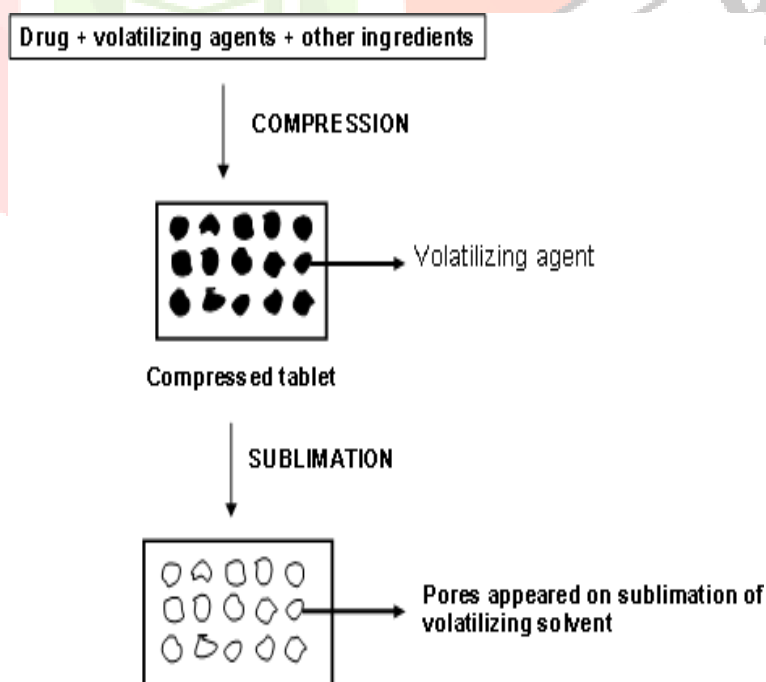 Drug + volatilizing agents + other ingredients
COMPRESSION
Volatilizing agent
Compressed tablet
SUBLIMATION
Pores appeared on sublimation of
volatilizing solvent